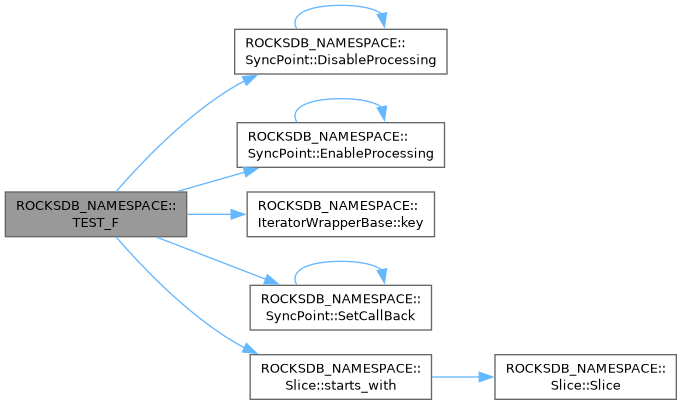 ROCKSDB_NAMESPACE::
SyncPoint::DisableProcessing
ROCKSDB_NAMESPACE::
SyncPoint::EnableProcessing
ROCKSDB_NAMESPACE::
TEST_F
ROCKSDB_NAMESPACE::
IteratorWrapperBase::key
ROCKSDB_NAMESPACE::
SyncPoint::SetCallBack
ROCKSDB_NAMESPACE::
Slice::starts_with
ROCKSDB_NAMESPACE::
Slice::Slice